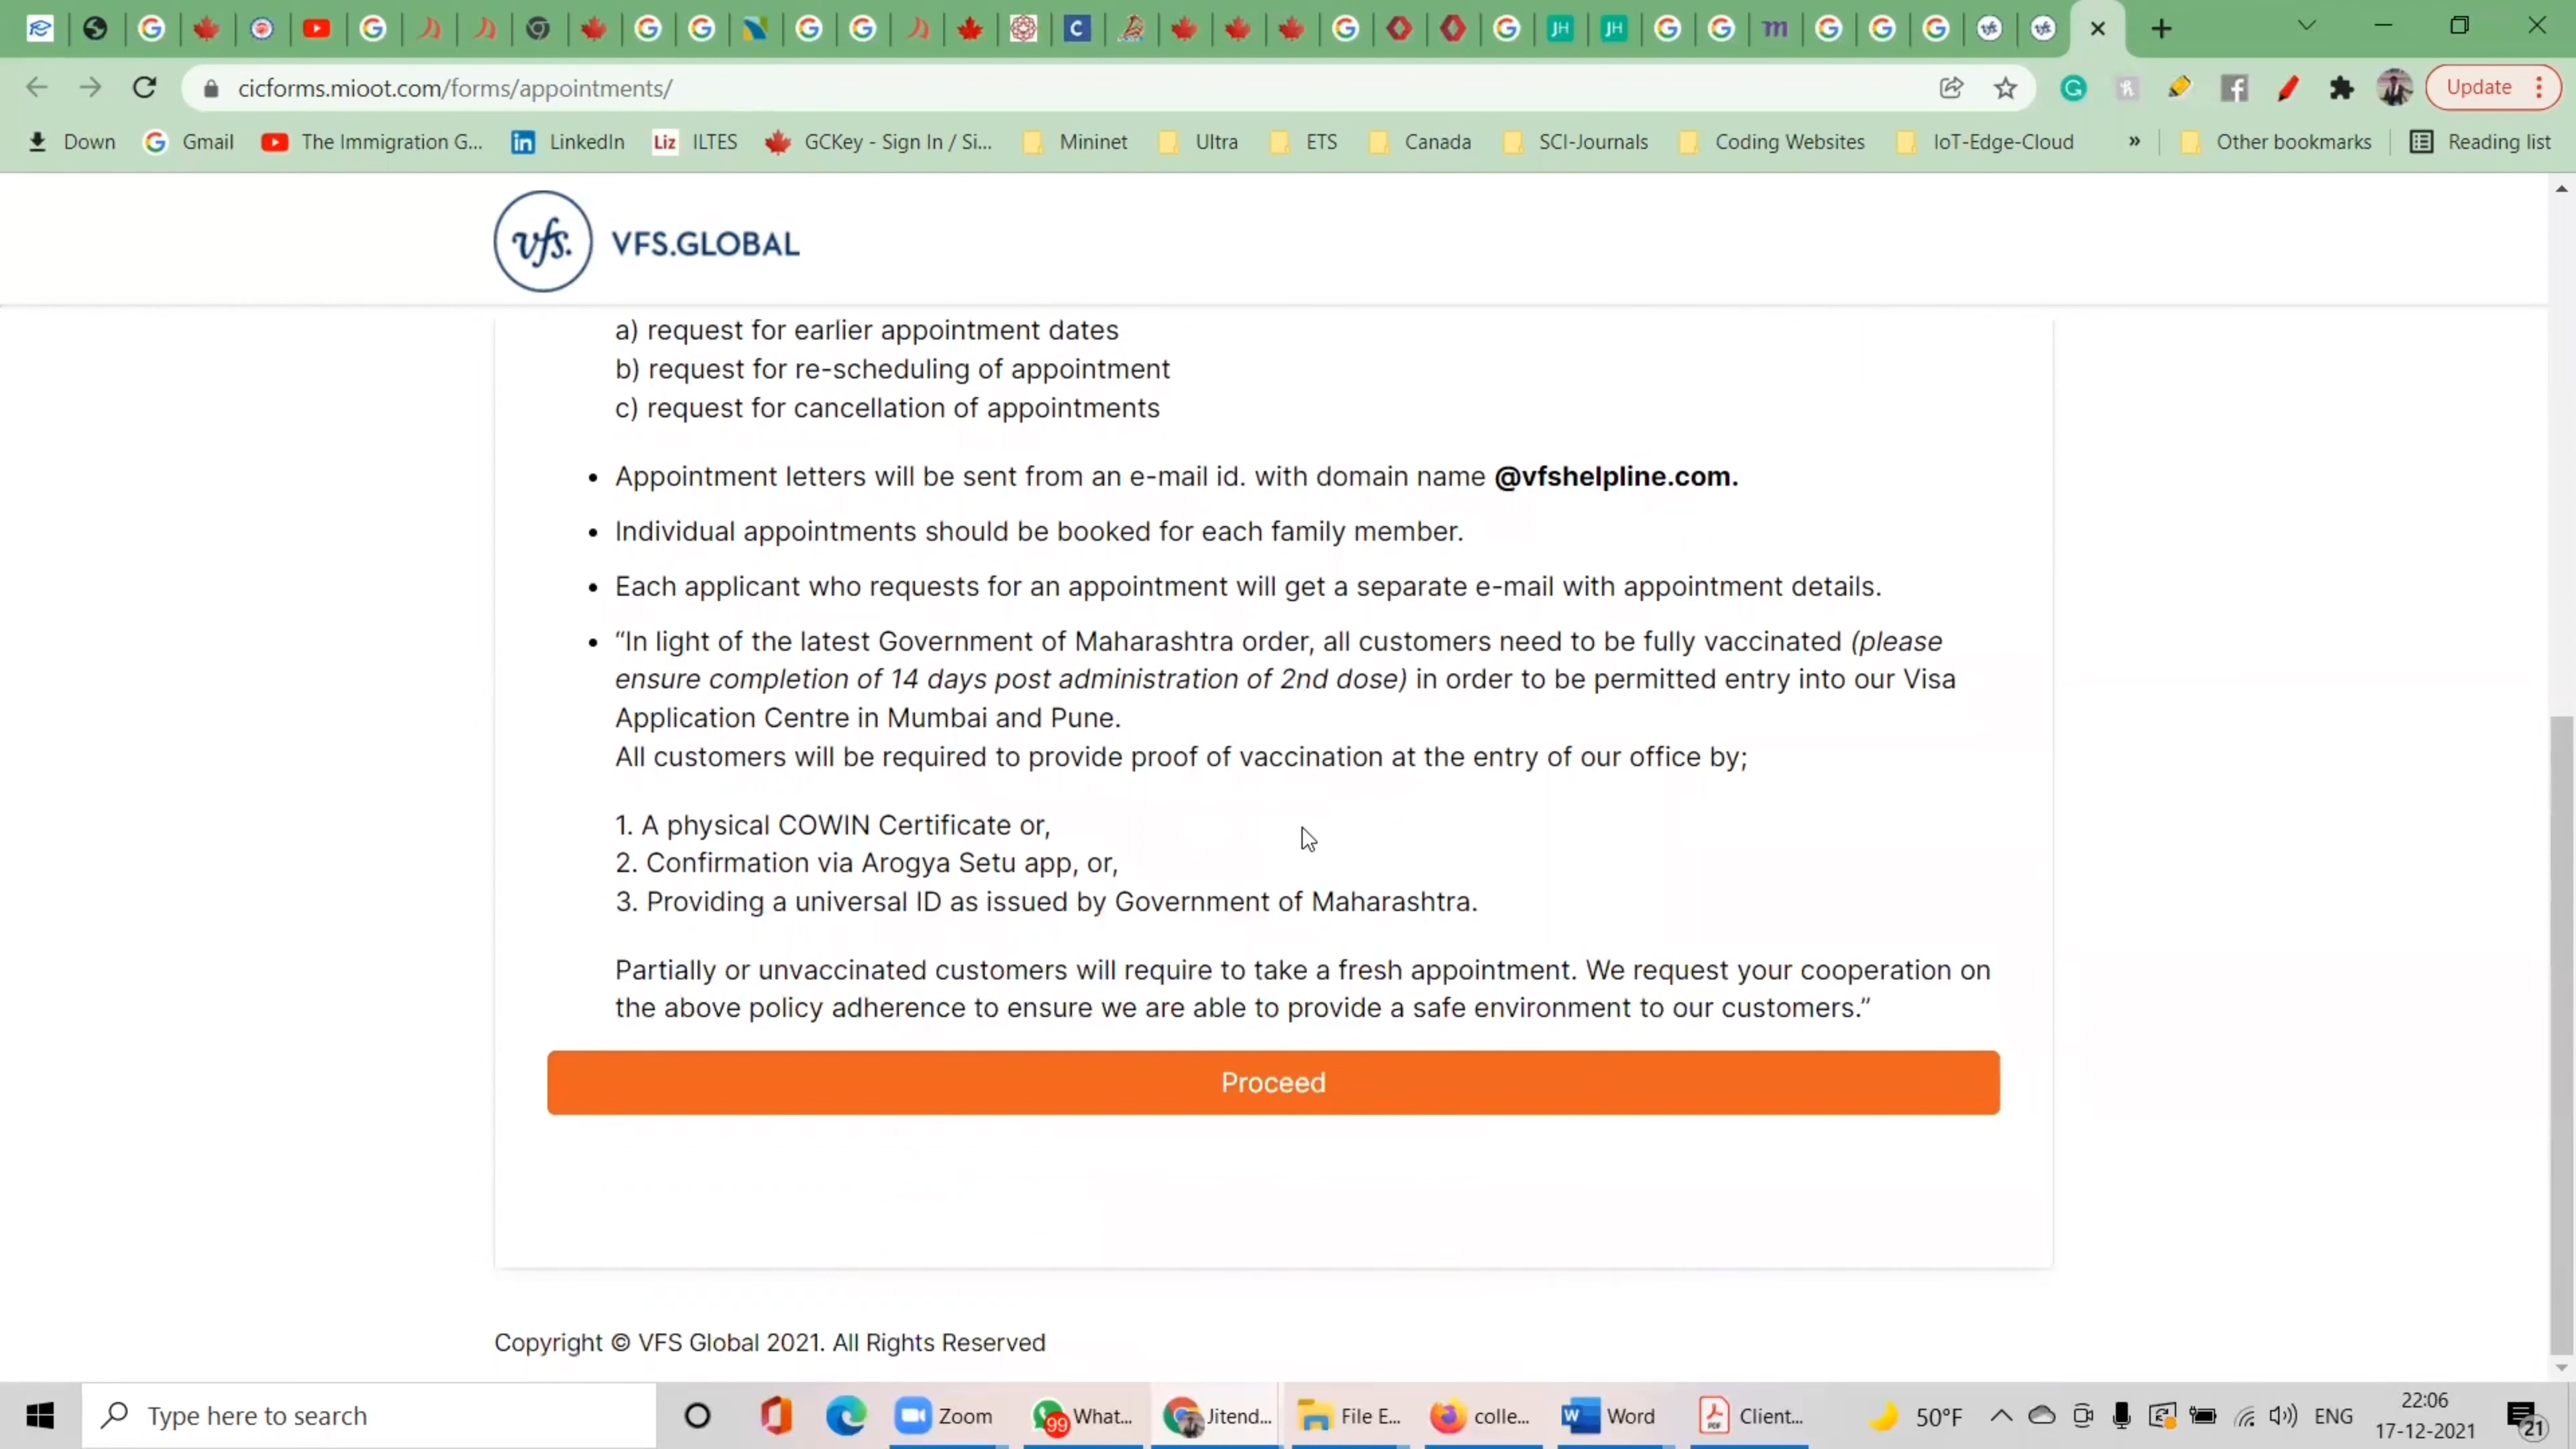 cicforms.mioot.com/forms/appointments/
Update
Down
Gmail
The Immigration G...
LinkedIn
Liz ILTES
GCKey - Sign In / Si...
Mininet
Ultra
ETS
Canada
SCI-Journals
Coding Websites
IoT-Edge-Cloud
»
Other bookmarks
Reading list
vfs. VFS.GLOBAL
a) request for earlier appointment dates
b) request for re-scheduling of appointment
c) request for cancellation of appointments
• Appointment letters will be sent from an e-mail id. with domain name @vfshelpline.com.
• Individual appointments should be booked for each family member.
• Each applicant who requests for an appointment will get a separate e-mail with appointment details.
• “In light of the latest Government of Maharashtra order, all customers need to be fully vaccinated (please
ensure completion of 14 days post administration of 2nd dose) in order to be permitted entry into our Visa
Application Centre in Mumbai and Pune.
All customers will be required to provide proof of vaccination at the entry of our office by;
1. A physical COWIN Certificate or,
2. Confirmation via Arogya Setu app, or,
3. Providing a universal ID as issued by Government of Maharashtra.
Partially or unvaccinated customers will require to take a fresh appointment. We request your cooperation on
the above policy adherence to ensure we are able to provide a safe environment to our customers.”
Proceed
Copyright © VFS Global 2021. All Rights Reserved
Type here to search
Zoom
99 What...
Jitend...
File E...
colle...
Word
Client...
50°F
ENG
22:06
17-12-2021
21